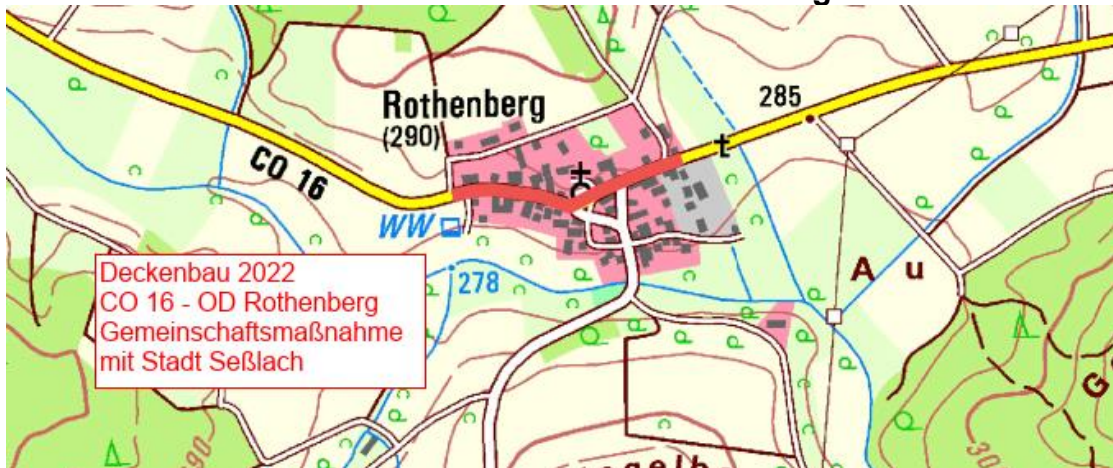 Rothenberg
(290)
285
CO 16
WW
278
Deckenbau 2022
CO 16 - OD Rothenberg
Gemeinschaftsmaßnahme
mit Stadt Seßlach
A u